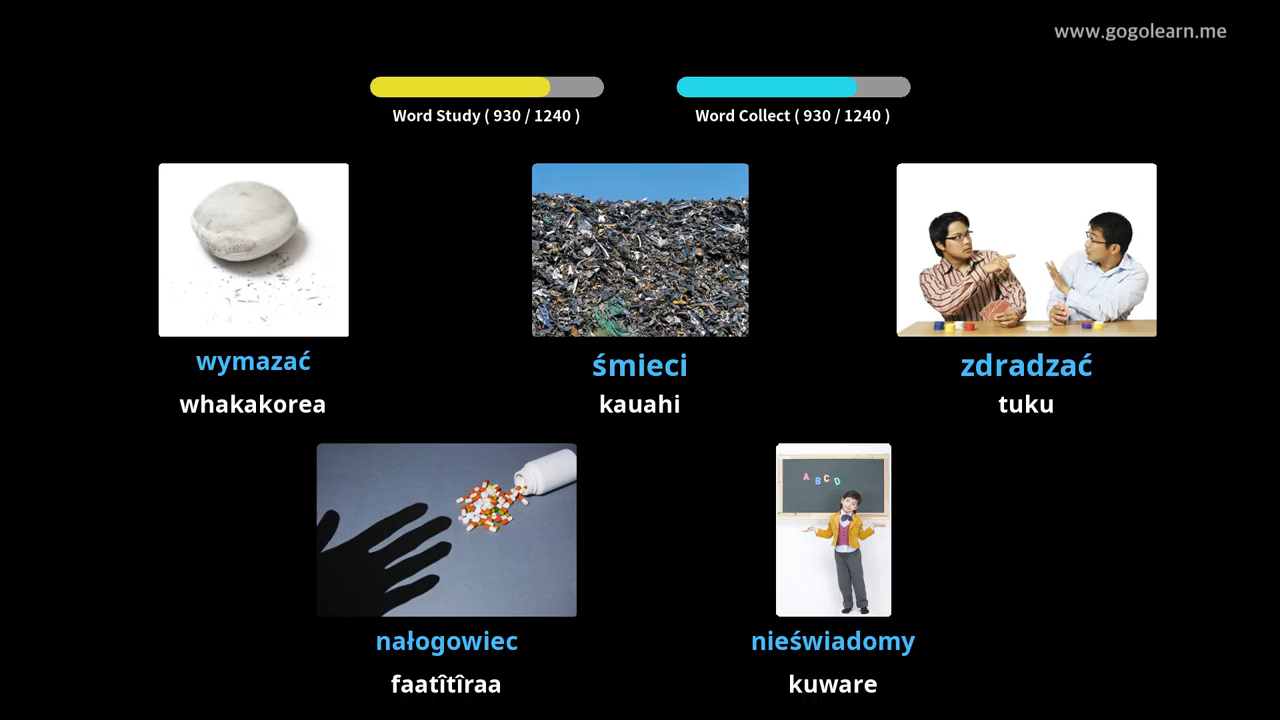 www.gogolearn.me
Word Study ( 930 / 1240 )
Word Collect ( 930 / 1240 )
wymazać
whakakorea
śmieci
kauahi
zdradzać
tuku
A B C D
nałogowiec
faatîtîraa
nieświadomy
kuware